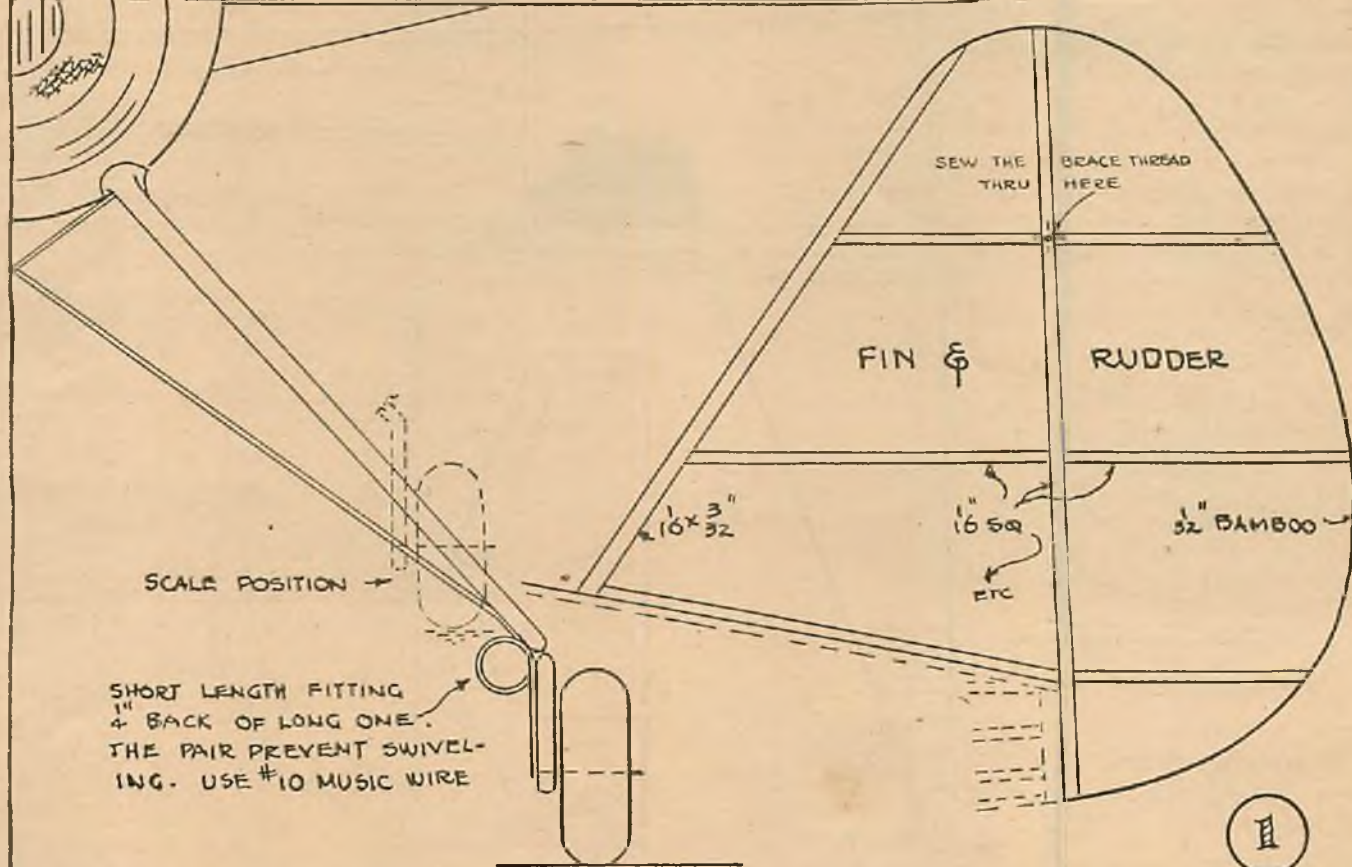 SEW THE BRACE THREAD
THRU HERE
FIN & RUDDER
1/16 x 3/32"
1/16" SQ
ETC
1/32" BAMBOO
SCALE POSITION
SHORT LENGTH FITTING
1/4" BACK OF LONG ONE.
THE PAIR PREVENT SWIVEL-
ING. USE #10 MUSIC WIRE
II